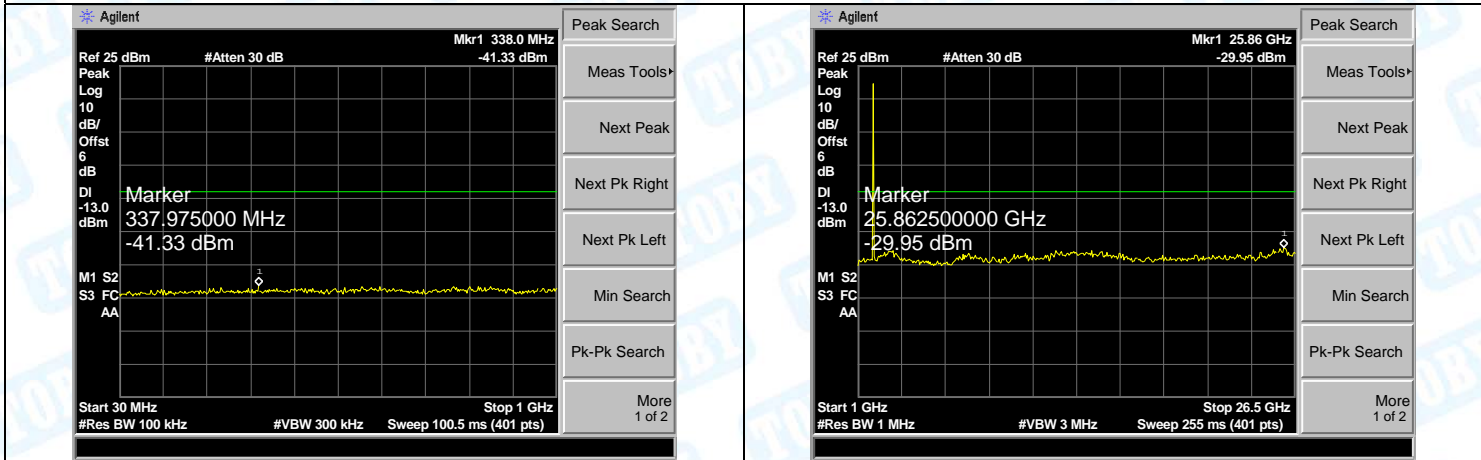 Agilent
Peak Search
Mkr1 338.0 MHz
Ref 25 dBm #Atten 30 dB -41.33 dBm
Peak
Log
10
dB/
Offst
6
dB
DI
-13.0
dBm
Marker
337.975000 MHz
-41.33 dBm
1
M1 S2
S3 FC
AA
Start 30 MHz Stop 1 GHz
#Res BW 100 kHz #VBW 300 kHz Sweep 100.5 ms (401 pts)
Meas Tools
Next Peak
Next Pk Right
Next Pk Left
Min Search
Pk-Pk Search
More
1 of 2
Agilent
Peak Search
Mkr1 25.86 GHz
Ref 25 dBm #Atten 30 dB -29.95 dBm
Peak
Log
10
dB/
Offst
6
dB
DI
-13.0
dBm
Marker
25.862500000 GHz
-29.95 dBm
1
M1 S2
S3 FC
AA
Start 1 GHz Stop 26.5 GHz
#Res BW 1 MHz #VBW 3 MHz Sweep 255 ms (401 pts)
Meas Tools
Next Peak
Next Pk Right
Next Pk Left
Min Search
Pk-Pk Search
More
1 of 2
TOBY